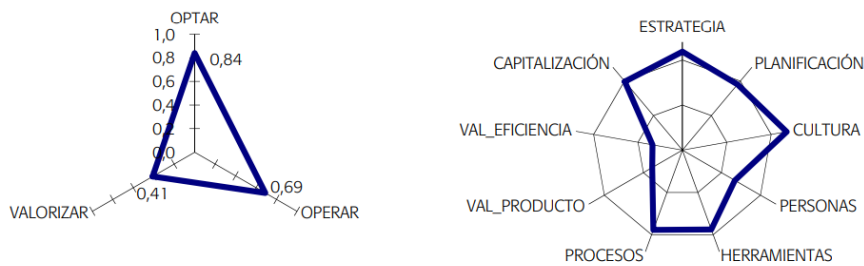 OPTAR
1,0
0,8
0,84
0,6
0,4
0,2
0,0
0,41
0,69
VALORIZAR
OPERAR
ESTRATEGIA
CAPITALIZACIÓN
PLANIFICACIÓN
VAL_EFICIENCIA
CULTURA
VAL_PRODUCTO
PERSONAS
PROCESOS
HERRAMIENTAS